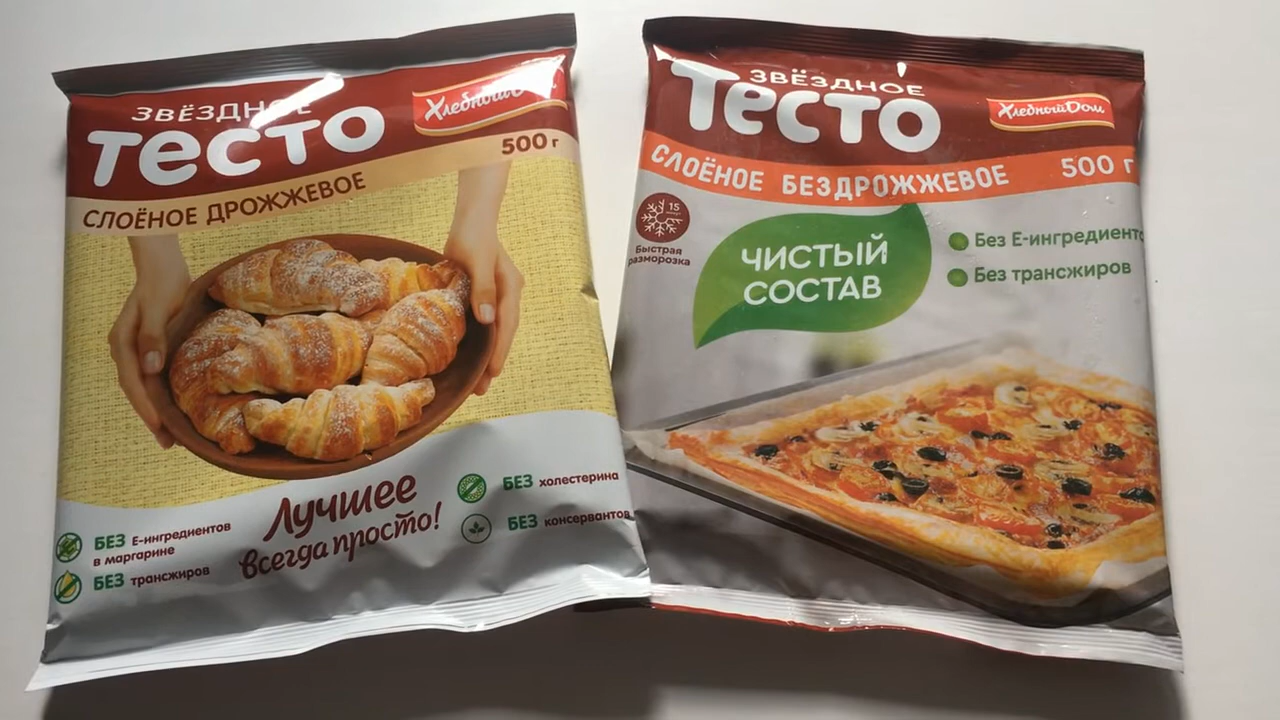 ЗВЁЗДНОЕ
тесто
ХлебныйДом
500 г
СЛОЁНОЕ ДРОЖЖЕВОЕ
Лучшее
всегда просто!
БЕЗ Е-ингредиентов
в маргарине
БЕЗ трансжиров
БЕЗ холестерина
БЕЗ консервантов
ЗВЁЗДНОЕ
Тесто
ХлебныйДом
СЛОЁНОЕ БЕЗДРОЖЖЕВОЕ 500 г
15
Быстрая
разморозка
ЧИСТЫЙ
СОСТАВ
Без Е-ингредиенто
Без трансжиров